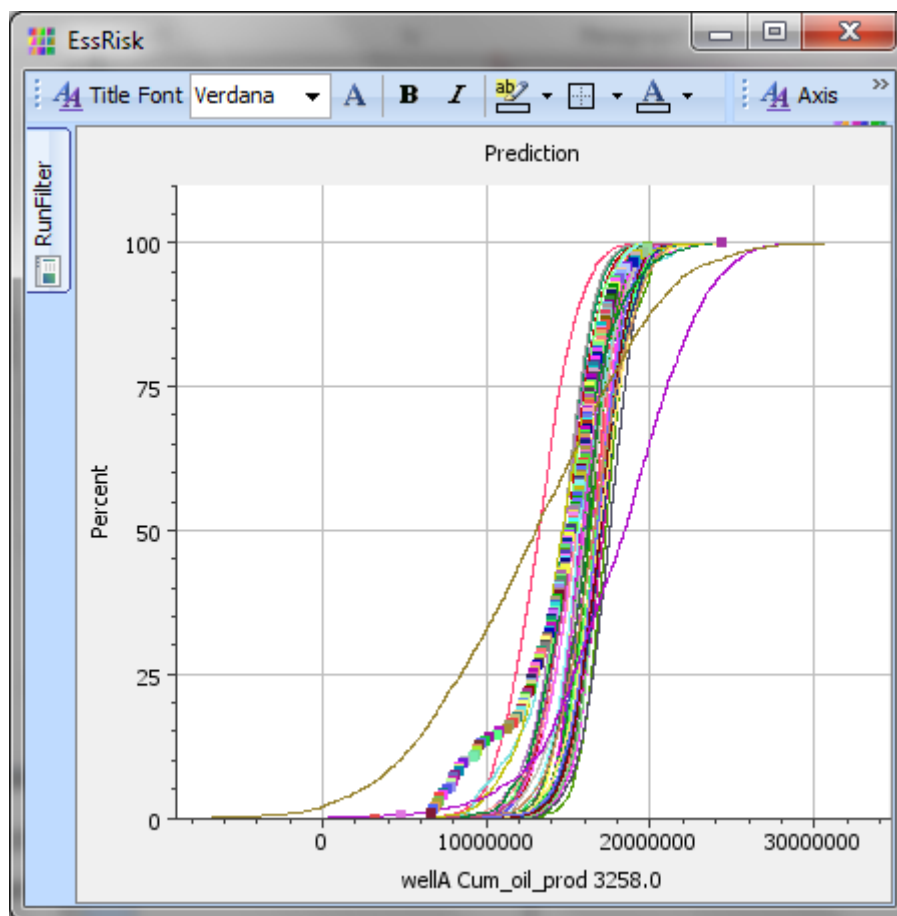 EssRisk
Title Font Verdana A B I ab A Axis
RunFilter
Prediction
Percent
100
75
50
25
0
0 10000000 20000000 30000000
wellA Cum_oil_prod 3258.0